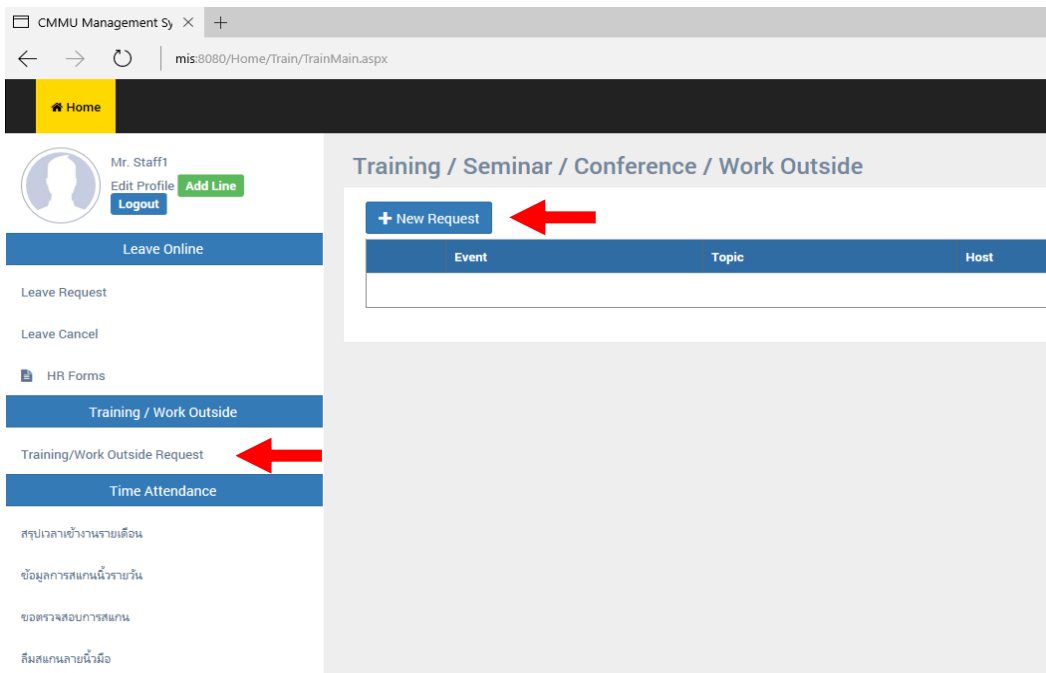 CMMU Management Sy
mis:8080/Home/Train/TrainMain.aspx
Home
Mr. Staff1
Edit Profile Add Line
Logout
Training / Seminar / Conference / Work Outside
New Request
Event Topic Host
Leave Online
Leave Request
Leave Cancel
HR Forms
Training / Work Outside
Training/Work Outside Request
Time Attendance
สรุปเวลาเข้างานรายเดือน
ข้อมูลการสแกนนิ้วรายวัน
ขอตรวจสอบการสแกน
ลืมสแกนลายนิ้วมือ